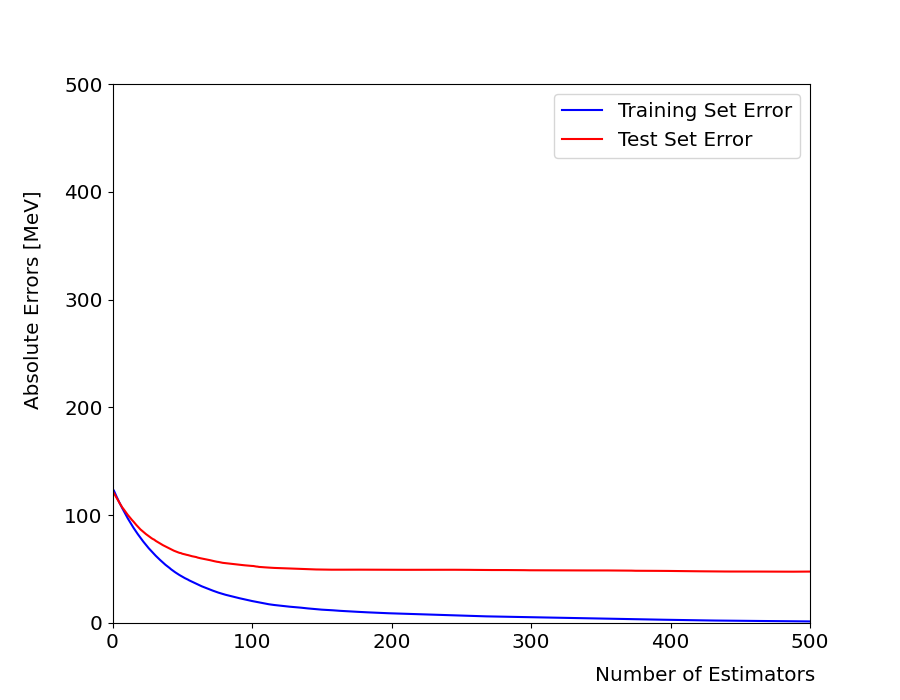 500
400
300
200
100
0
Absolute Errors [MeV]
Training Set Error
Test Set Error
0 100 200 300 400 500
Number of Estimators